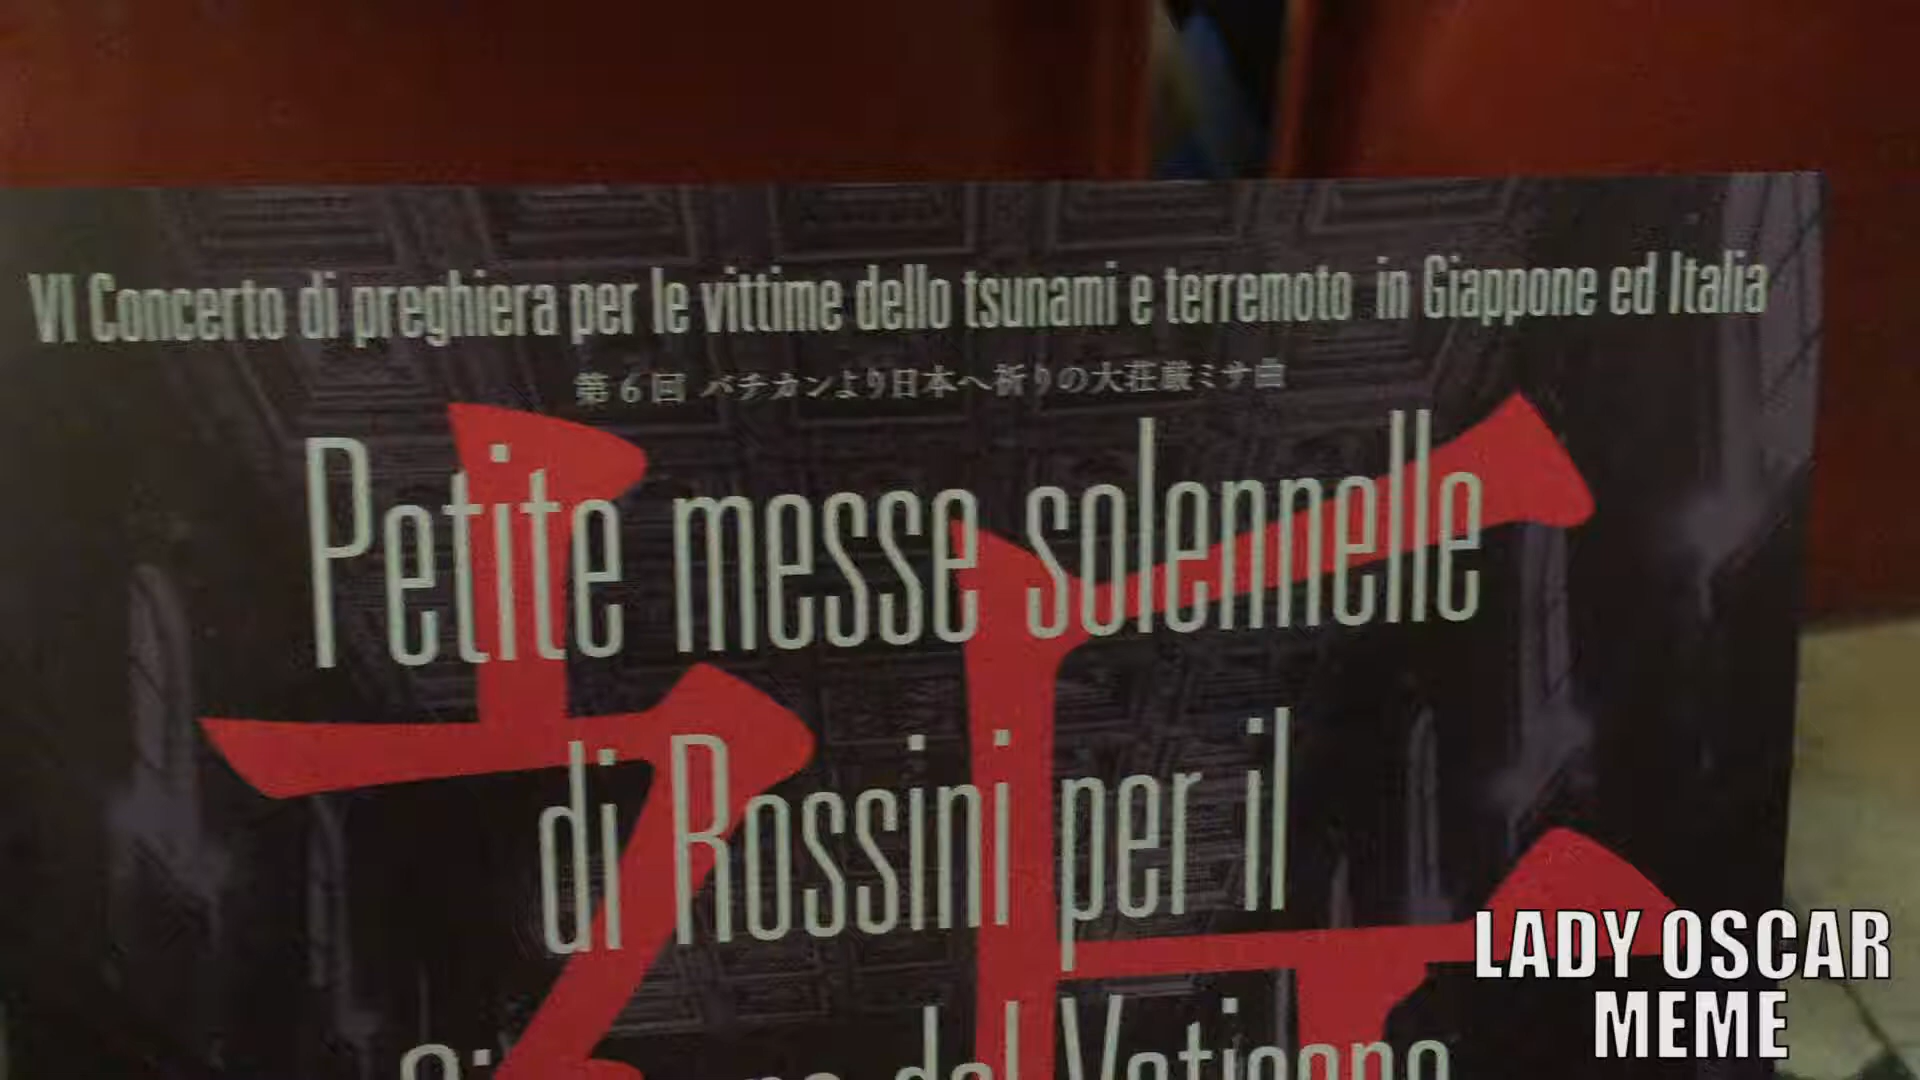 VI Concerto di preghiera per le vittime dello tsunami e terremoto in Giappone ed Italia
第6回 バチカンより日本へ祈りの大荘厳ミサ曲
Petite messe solennelle
di Rossini per il
dal Vaticano
LADY OSCAR
MEME